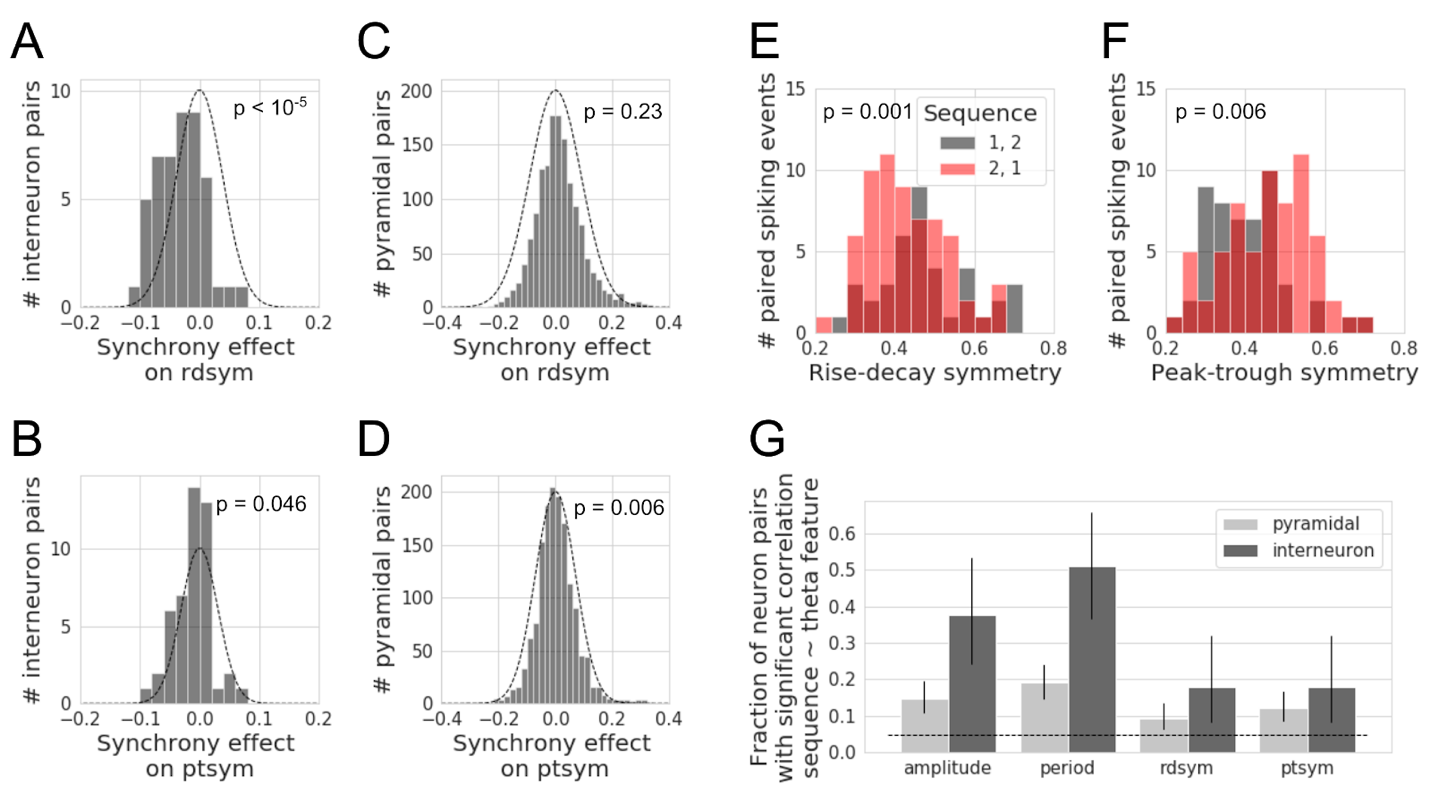 A
# interneuron pairs
10
5
0
p < 10-5
−0.2 −0.1 0.0 0.1 0.2
Synchrony effect
on rdsym
C
# pyramidal pairs
200
150
100
50
0
p = 0.23
−0.4 −0.2 0.0 0.2 0.4
Synchrony effect
on rdsym
E
# paired spiking events
15
10
5
0
p = 0.001
Sequence
1, 2
2, 1
0.2 0.4 0.6 0.8
Rise-decay symmetry
F
# paired spiking events
15
10
5
0
p = 0.006
0.2 0.4 0.6 0.8
Peak-trough symmetry
B
# interneuron pairs
10
5
0
p = 0.046
−0.2 −0.1 0.0 0.1 0.2
Synchrony effect
on ptsym
D
# pyramidal pairs
200
150
100
50
0
p = 0.006
−0.4 −0.2 0.0 0.2 0.4
Synchrony effect
on ptsym
G
Fraction of neuron pairs
with significant correlation
sequence ~ theta feature
0.6
0.5
0.4
0.3
0.2
0.1
0.0
pyramidal
interneuron
amplitude period rdsym ptsym